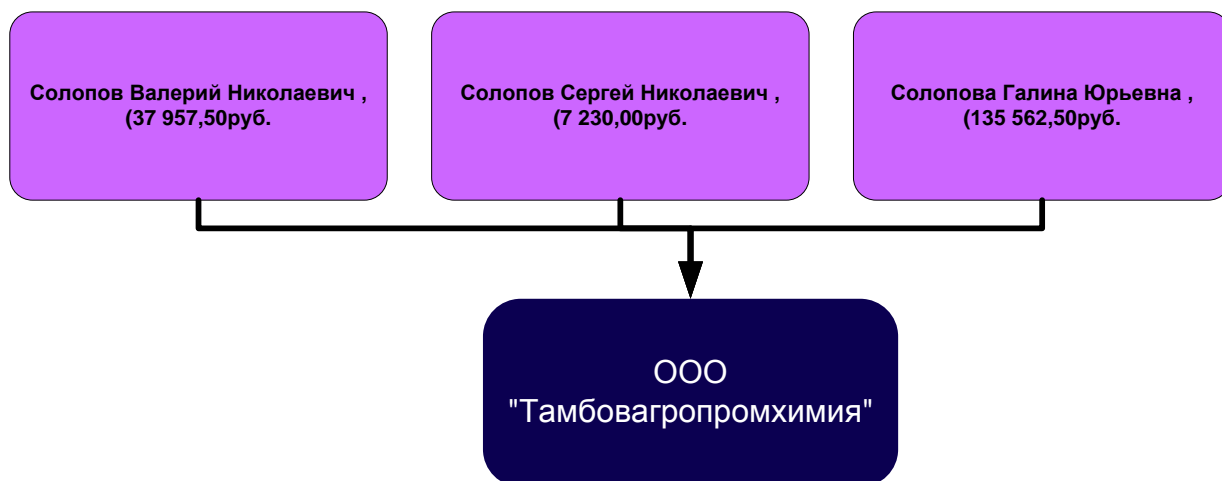 Солопов Валерий Николаевич ,
(37 957,50руб.
Солопов Сергей Николаевич ,
(7 230,00руб.
Солопова Галина Юрьевна ,
(135 562,50руб.
ООО
"Тамбовагропромхимия"